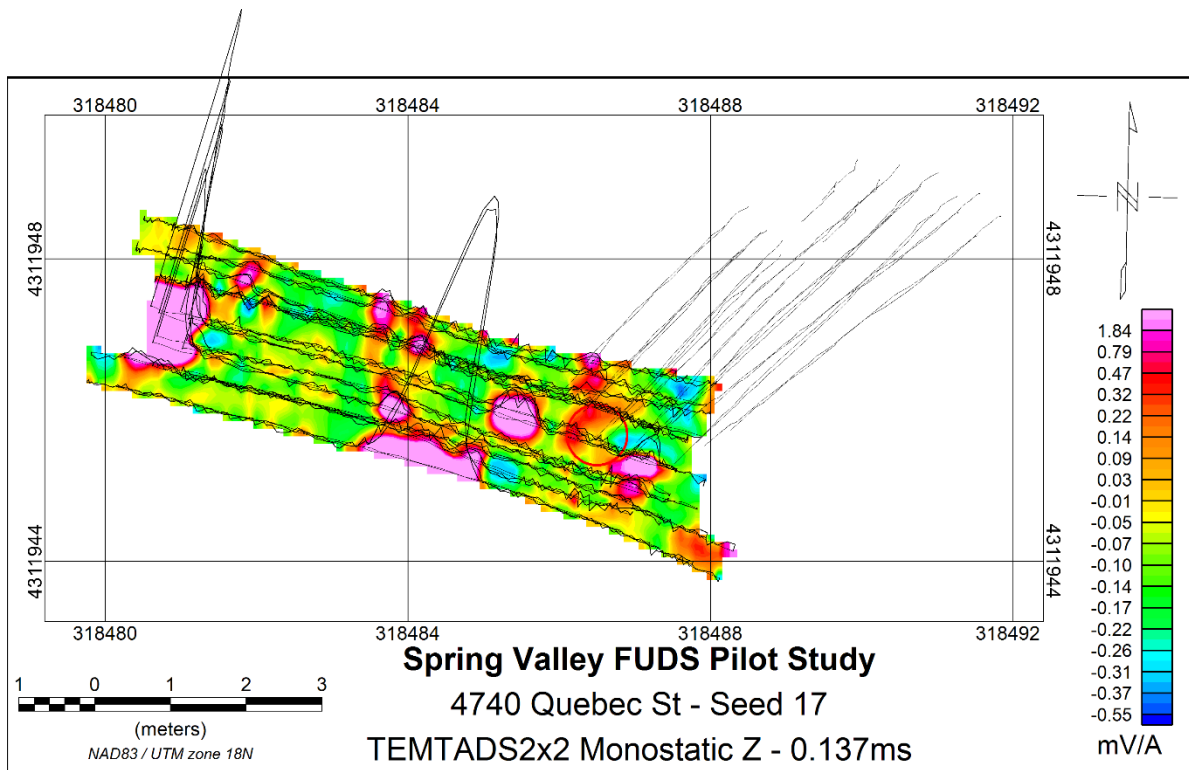 318480 318484 318488 318492
4311948 4311948
N
4311944 4311944
318480 318484 318488 318492
1.84
0.79
0.47
0.32
0.22
0.14
0.09
0.03
-0.01
-0.05
-0.07
-0.10
-0.14
-0.17
-0.22
-0.26
-0.31
-0.37
-0.55
mV/A
Spring Valley FUDS Pilot Study
4740 Quebec St - Seed 17
TEMTADS2x2 Monostatic Z - 0.137ms
1 0 1 2 3
(meters)
NAD83 / UTM zone 18N